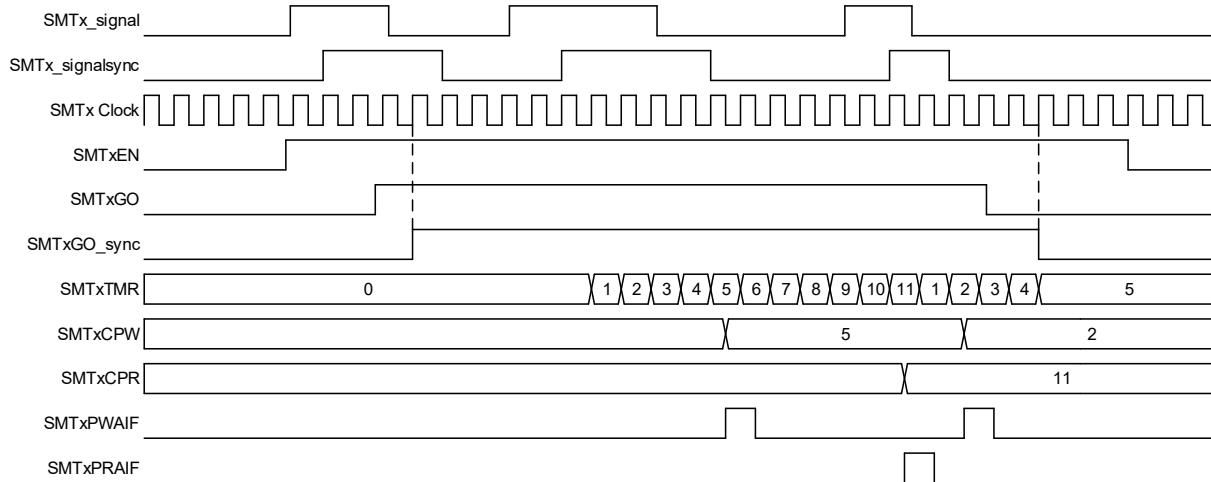 SMTx_signal
SMTx_signalsync
SMTx Clock
SMTxEN
SMTxGO
SMTxGO_sync
SMTxTMR 0 1 2 3 4 5 6 7 8 9 10 11 1 2 3 4 5
SMTxCPW 5 2
SMTxCPR 11
SMTxPWAIF
SMTxPRAIF